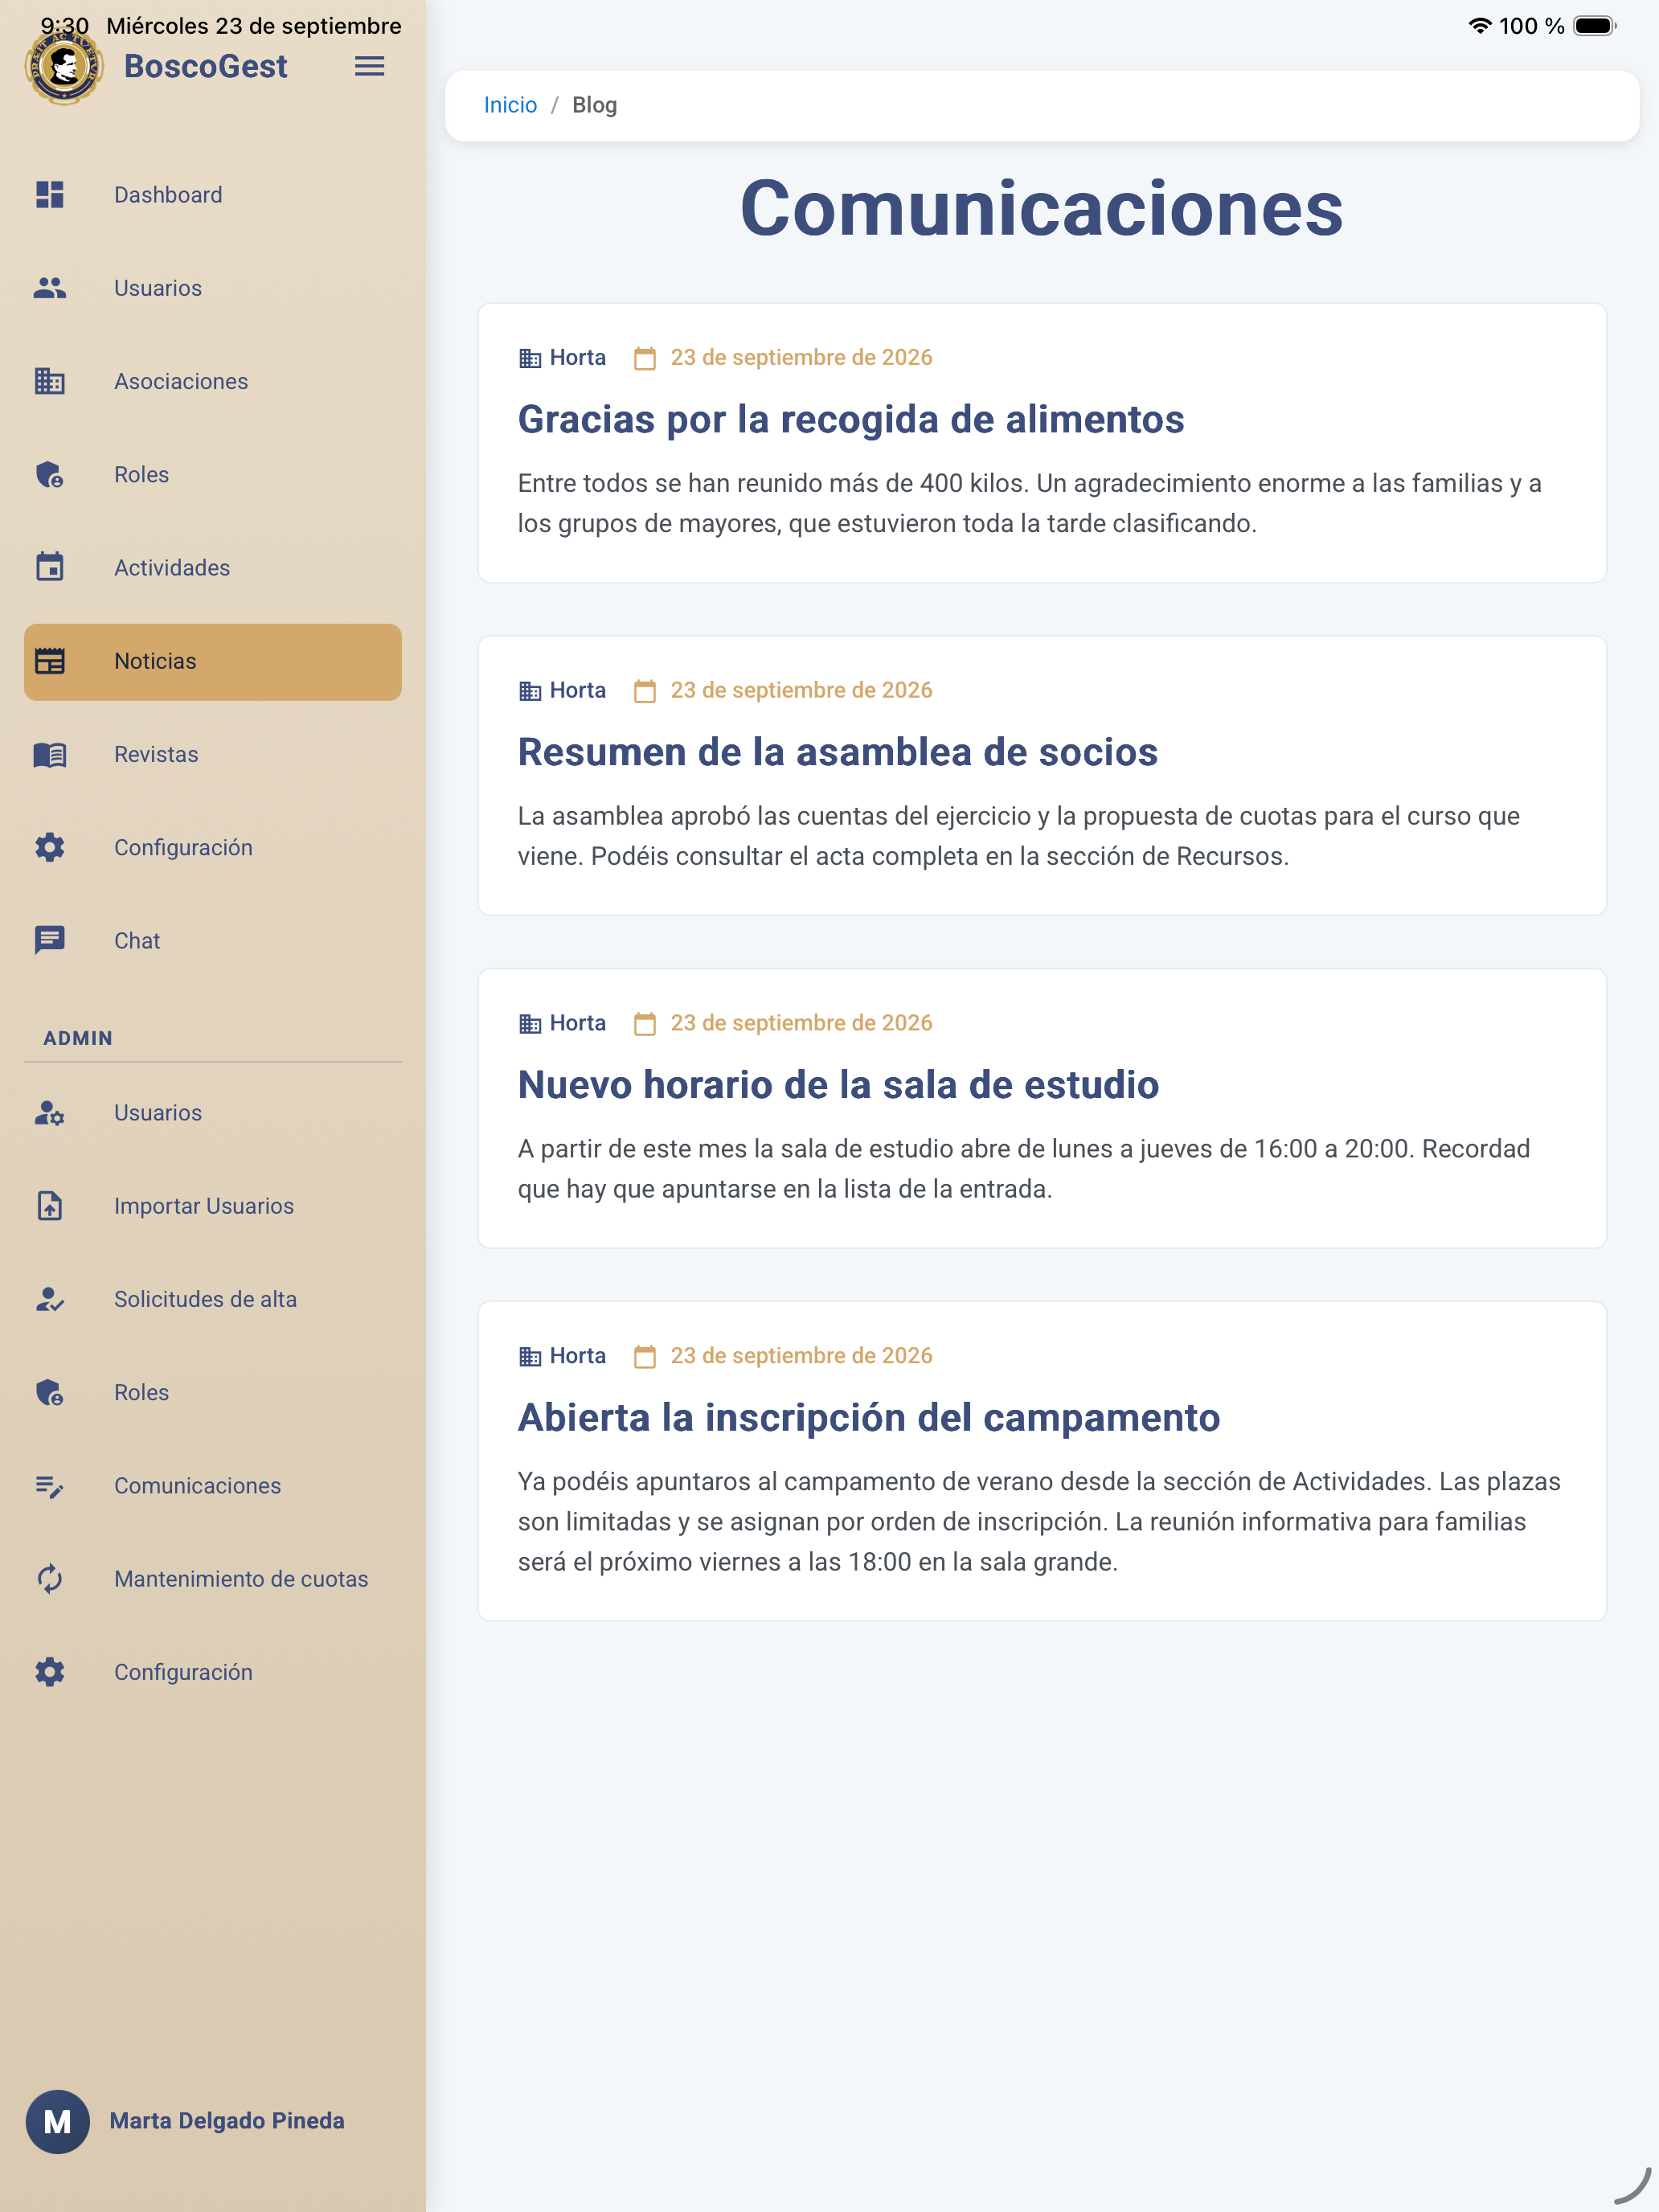 9:30 Miércoles 23 de septiembre
100 %
BoscoGest
Dashboard
Usuarios
Asociaciones
Roles
Actividades
Noticias
Revistas
Configuración
Chat
ADMIN
Usuarios
Importar Usuarios
Solicitudes de alta
Roles
Comunicaciones
Mantenimiento de cuotas
Configuración
M Marta Delgado Pineda
Inicio / Blog
Comunicaciones
Horta 23 de septiembre de 2026
Gracias por la recogida de alimentos
Entre todos se han reunido más de 400 kilos. Un agradecimiento enorme a las familias y a
los grupos de mayores, que estuvieron toda la tarde clasificando.
Horta 23 de septiembre de 2026
Resumen de la asamblea de socios
La asamblea aprobó las cuentas del ejercicio y la propuesta de cuotas para el curso que
viene. Podéis consultar el acta completa en la sección de Recursos.
Horta 23 de septiembre de 2026
Nuevo horario de la sala de estudio
A partir de este mes la sala de estudio abre de lunes a jueves de 16:00 a 20:00. Recordad
que hay que apuntarse en la lista de la entrada.
Horta 23 de septiembre de 2026
Abierta la inscripción del campamento
Ya podéis apuntaros al campamento de verano desde la sección de Actividades. Las plazas
son limitadas y se asignan por orden de inscripción. La reunión informativa para familias
será el próximo viernes a las 18:00 en la sala grande.